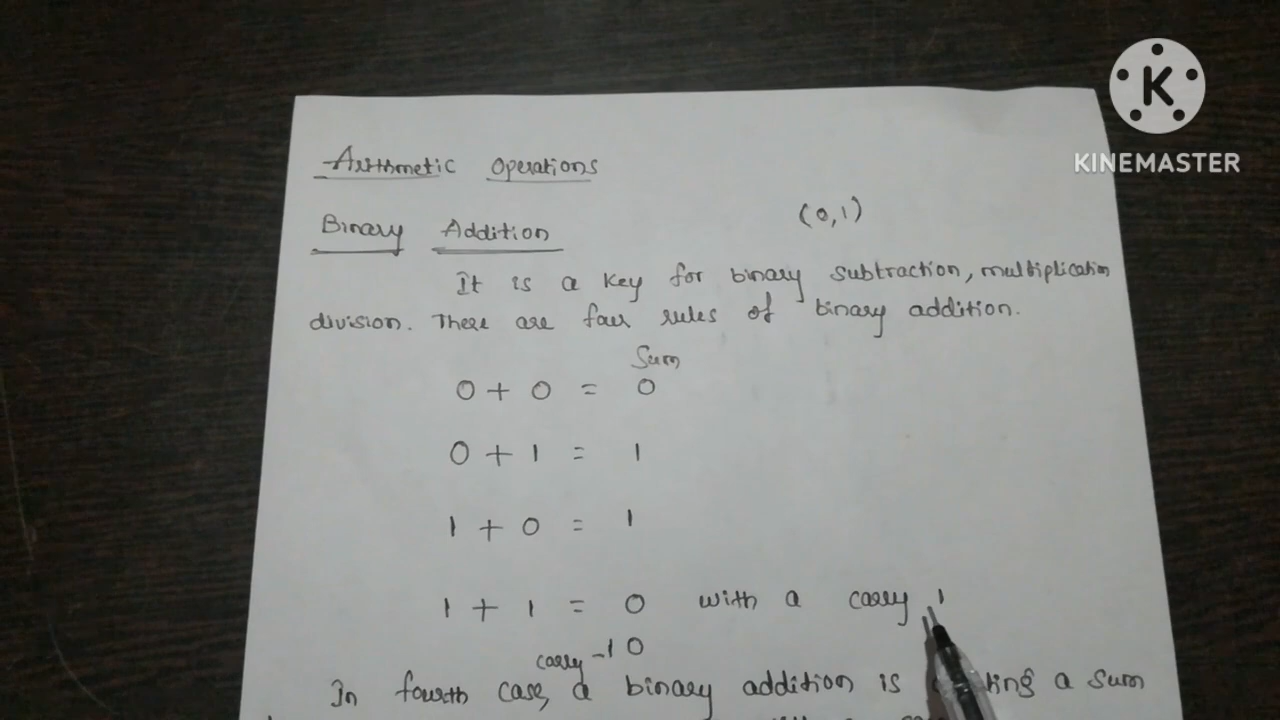 KINEMASTER
Arithmetic Operations
(0,1)
Binary Addition
It is a key for binary subtraction, multiplication
division. There are four rules of binary addition.
Sum
0 + 0 = 0
0 + 1 = 1
1 + 0 = 1
1 + 1 = 0 with a carry 1
carry - 1 0
In fourth case, a binary addition is a sum